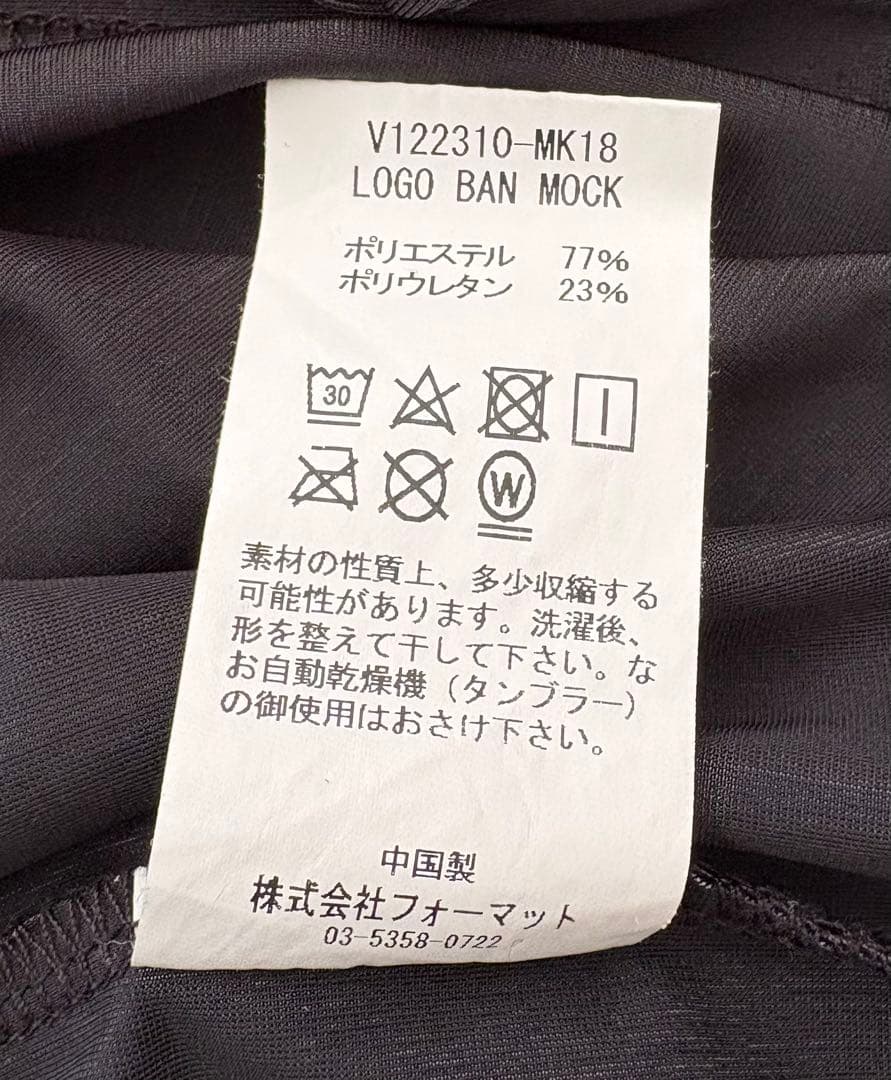 V122310-MK18
LOGO BAN MOCK
ポリエステル 77%
ポリウレタン 23%
30
W
素材の性質上、多少収縮する
可能性があります。洗濯後、
形を整えて干して下さい。な
お自動乾燥機（タンブラー）
の御使用はおさけ下さい。
中国製
株式会社フォーマット
03-5358-0722